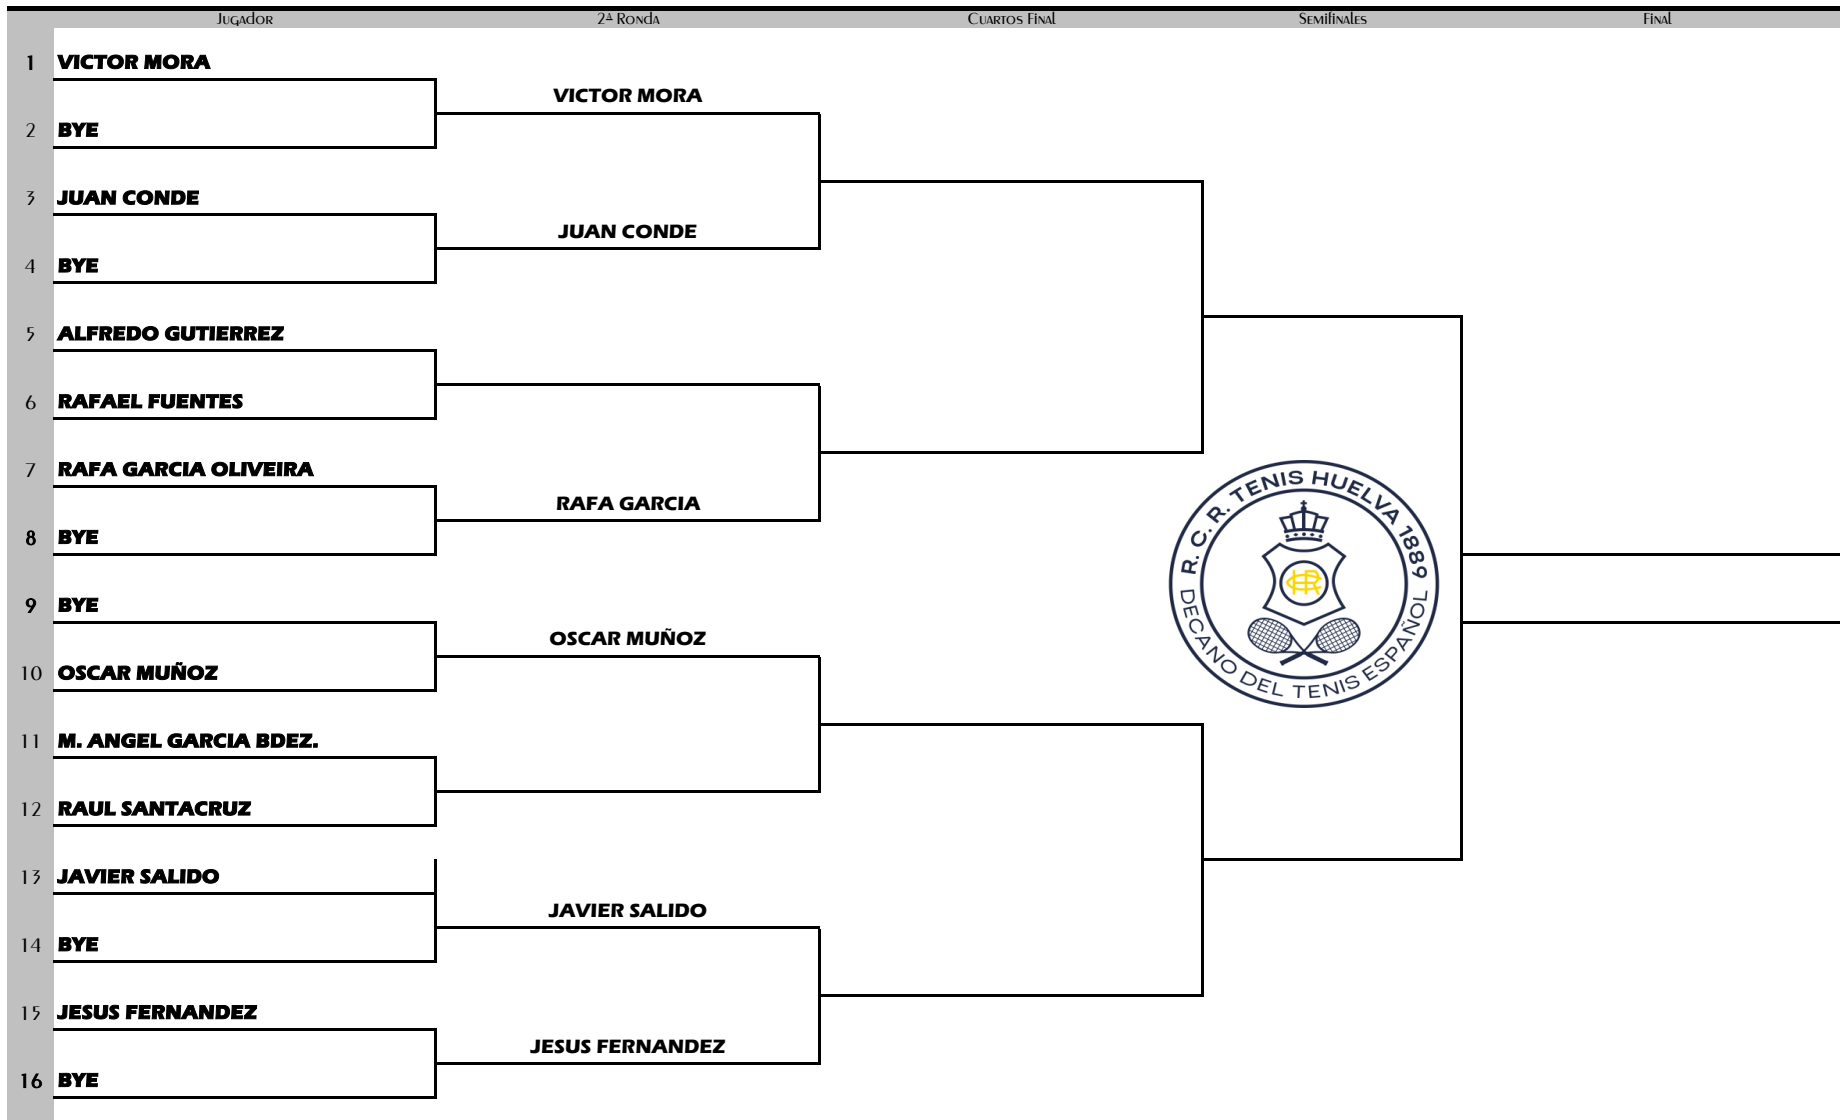 Jugador 2ª Ronda Cuartos Final Semifinales Final
1 VICTOR MORA
VICTOR MORA
2 BYE
3 JUAN CONDE
JUAN CONDE
4 BYE
5 ALFREDO GUTIERREZ
6 RAFAEL FUENTES
7 RAFA GARCIA OLIVEIRA
RAFA GARCIA
8 BYE
R. C. R. TENIS HUELVA 1889
DECANO DEL TENIS ESPAÑOL
9 BYE
OSCAR MUÑOZ
10 OSCAR MUÑOZ
11 M. ANGEL GARCIA BDEZ.
12 RAUL SANTACRUZ
13 JAVIER SALIDO
JAVIER SALIDO
14 BYE
15 JESUS FERNANDEZ
JESUS FERNANDEZ
16 BYE